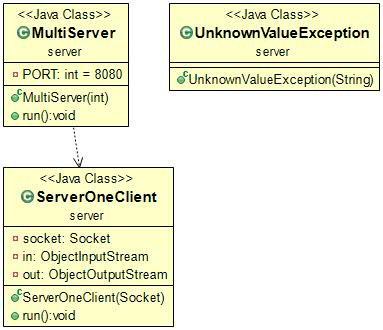 <<Java Class>>
MultiServer
server
PORT: int = 8080
MultiServer(int)
run():void
<<Java Class>>
UnknownValueException
server
UnknownValueException(String)
<<Java Class>>
ServerOneClient
server
socket: Socket
in: ObjectInputStream
out: ObjectOutputStream
ServerOneClient(Socket)
run():void